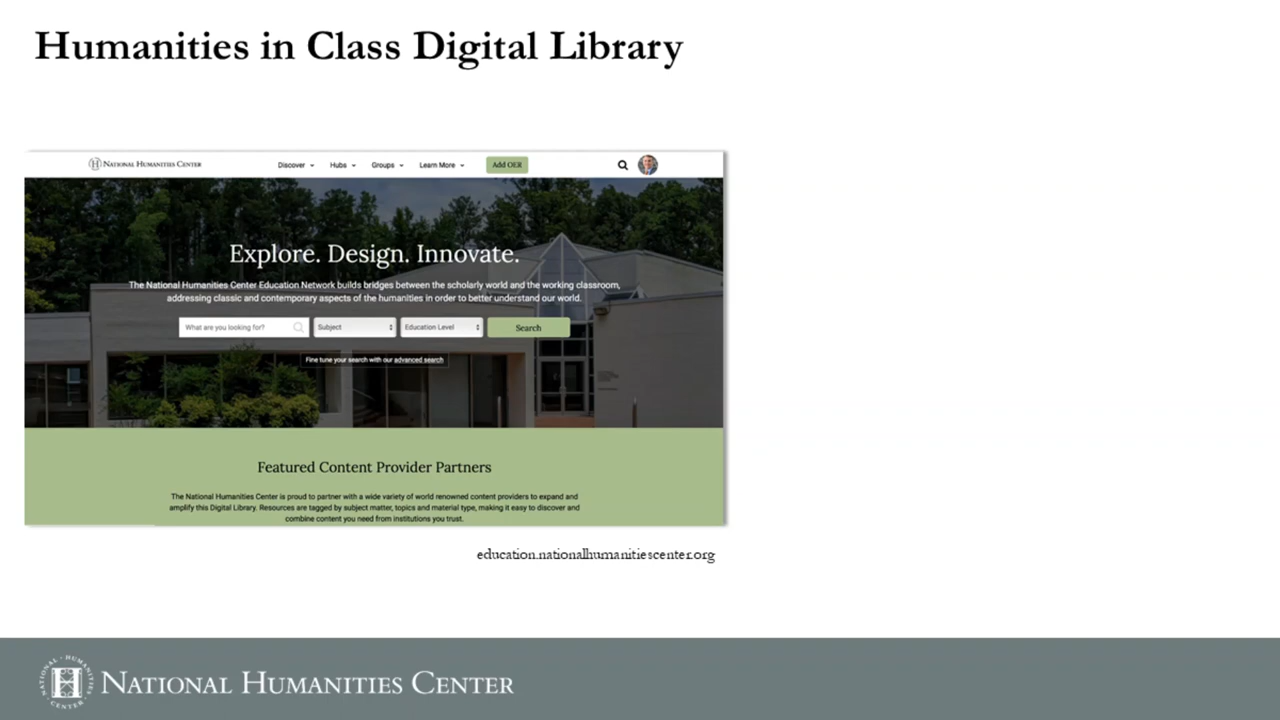 Humanities in Class Digital Library
NATIONAL HUMANITIES CENTER
Discover Hubs Groups Learn More Add OER
Explore. Design. Innovate.
The National Humanities Center Education Network builds bridges between the scholarly world and the working classroom,
addressing classic and contemporary aspects of the humanities in order to better understand our world.
What are you looking for? Subject Education Level Search
Fine tune your search with our advanced search
Featured Content Provider Partners
The National Humanities Center is proud to partner with a wide variety of world renowned content providers to expand and
amplify this Digital Library. Resources are tagged by subject matter, topics and material type, making it easy to discover and
combine content you need from institutions you trust.
education.nationalhumanitiescenter.org
NATIONAL · HUMANITIES · CENTER
NATIONAL HUMANITIES CENTER